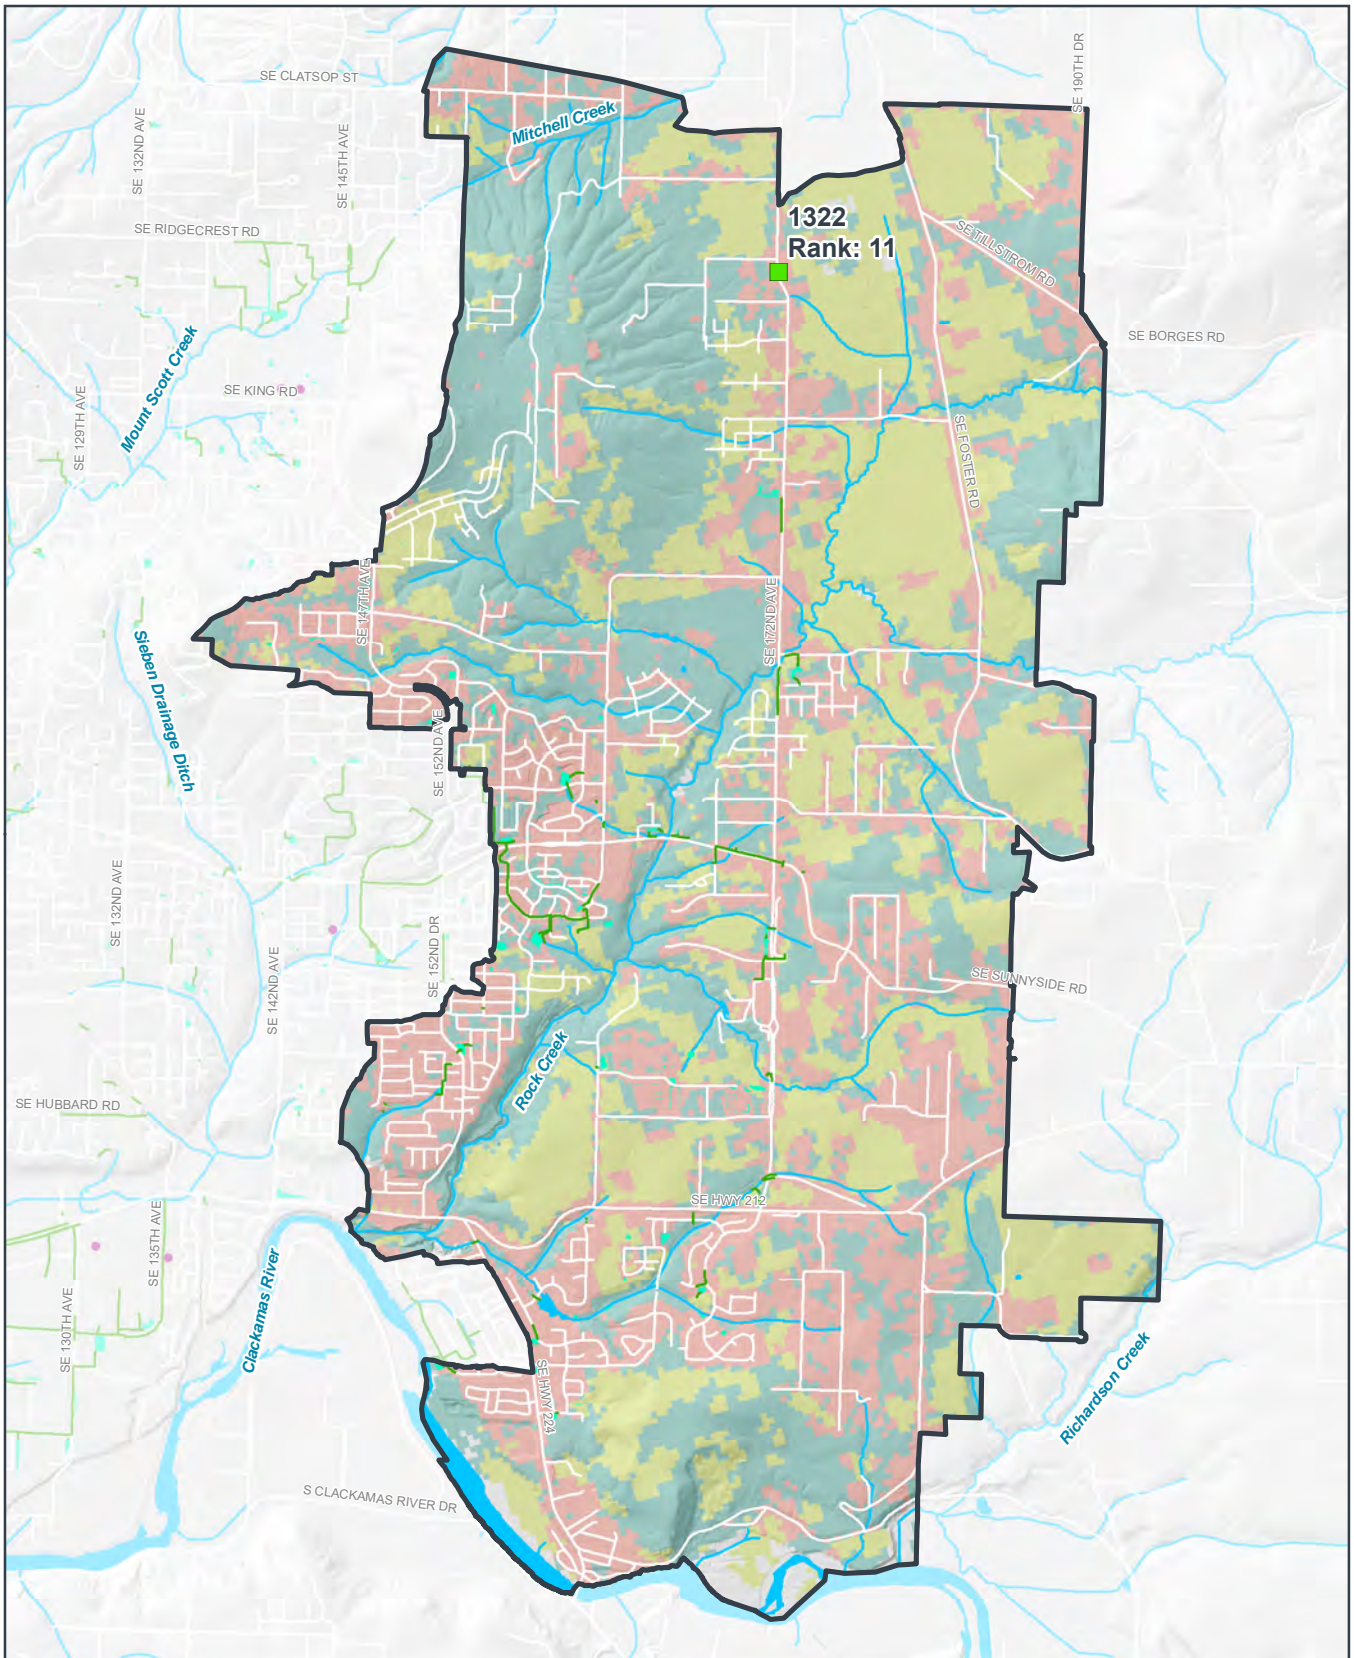 SE CLATSOP ST
SE 190TH DR
SE 132ND AVE
SE 145TH AVE
Mitchell Creek
SE RIDGECREST RD
1322
Rank: 11
SE TILLSTROM RD
SE BORGES RD
Mount Scott Creek
SE KING RD
SE 129TH AVE
SE FOSTER RD
SE 147TH AVE
SE 172ND AVE
Sieben Drainage Ditch
SE 152ND AVE
SE 132ND AVE
SE 152ND DR
SE 142ND AVE
SE SUNNYSIDE RD
Rock Creek
SE HUBBARD RD
SE HWY 212
SE 135TH AVE
Clackamas River
SE 130TH AVE
Richardson Creek
SE HWY 224
S CLACKAMAS RIVER DR